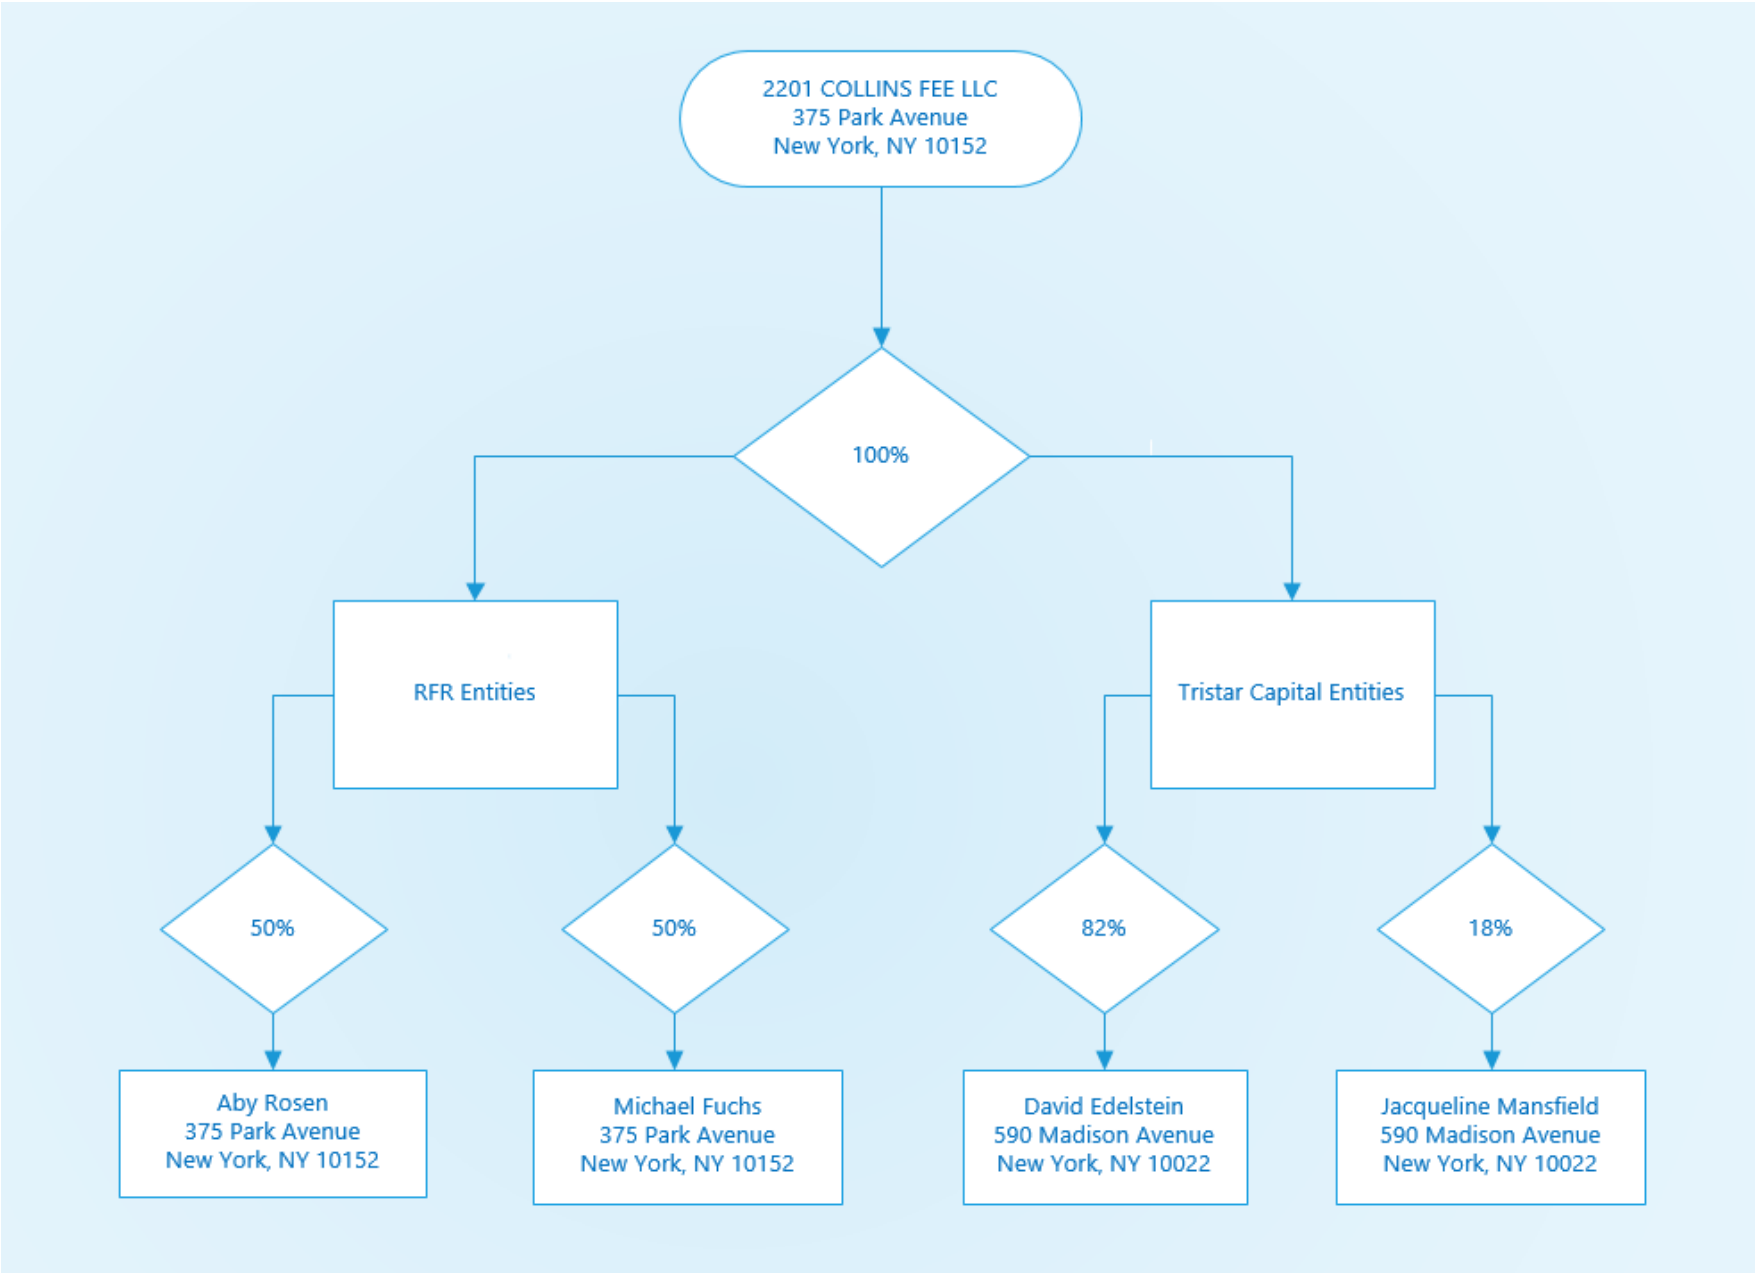 2201 COLLINS FEE LLC
375 Park Avenue
New York, NY 10152
100%
RFR Entities
Tristar Capital Entities
50%
50%
82%
18%
Aby Rosen
375 Park Avenue
New York, NY 10152
Michael Fuchs
375 Park Avenue
New York, NY 10152
David Edelstein
590 Madison Avenue
New York, NY 10022
Jacqueline Mansfield
590 Madison Avenue
New York, NY 10022